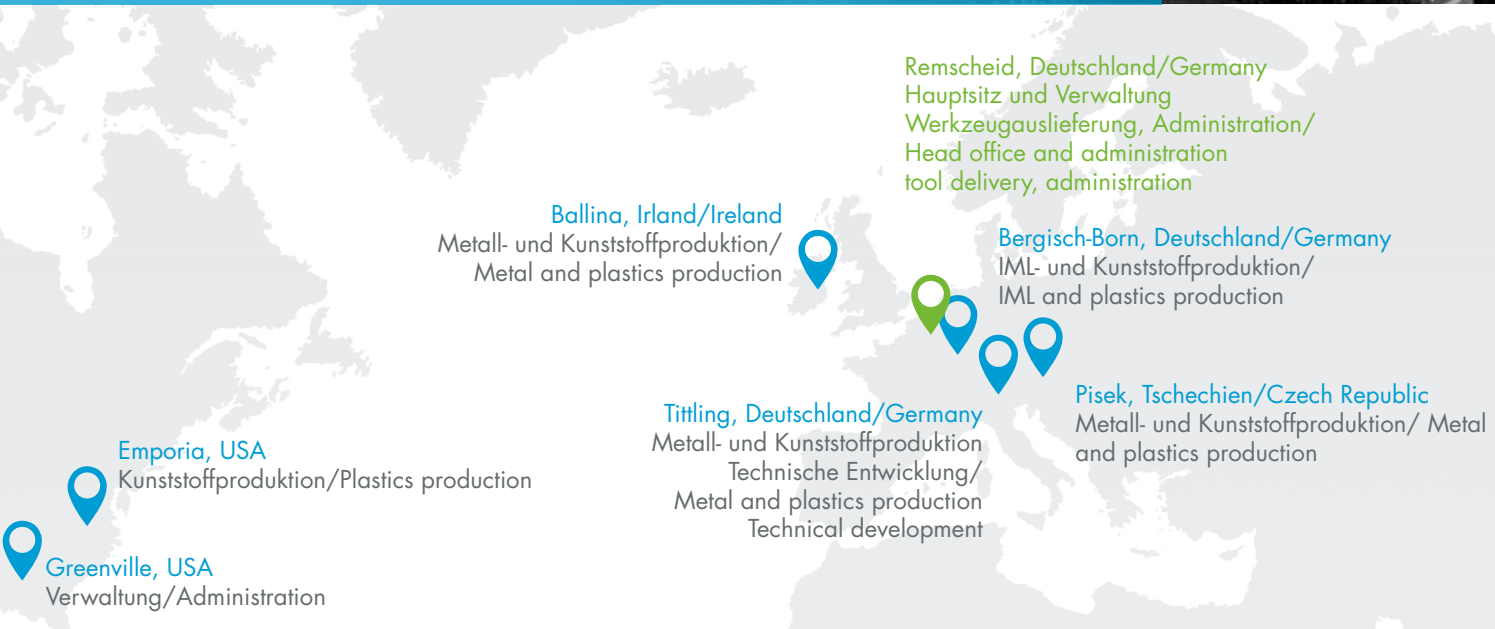 Remscheid, Deutschland/Germany
Hauptsitz und Verwaltung
Werkzeugauslieferung, Administration/
Head office and administration
tool delivery, administration
Ballina, Irland/Ireland
Metall- und Kunststoffproduktion/
Metal and plastics production
Bergisch-Born, Deutschland/Germany
IML- und Kunststoffproduktion/
IML and plastics production
Tittling, Deutschland/Germany
Metall- und Kunststoffproduktion
Technische Entwicklung/
Metal and plastics production
Technical development
Pisek, Tschechien/Czech Republic
Metall- und Kunststoffproduktion/ Metal
and plastics production
Emporia, USA
Kunststoffproduktion/Plastics production
Greenville, USA
Verwaltung/Administration